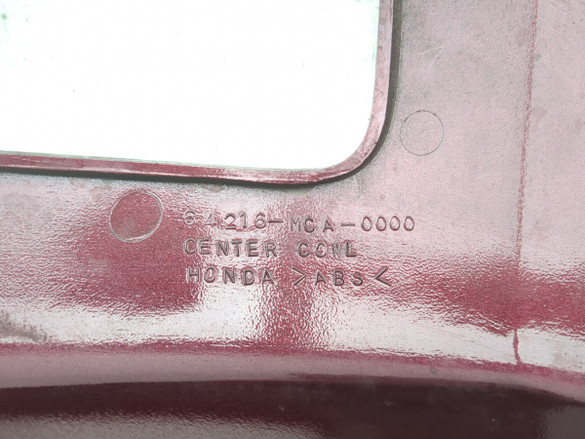 64216-MCA-0000
CENTER COWL
HONDA >ABS<